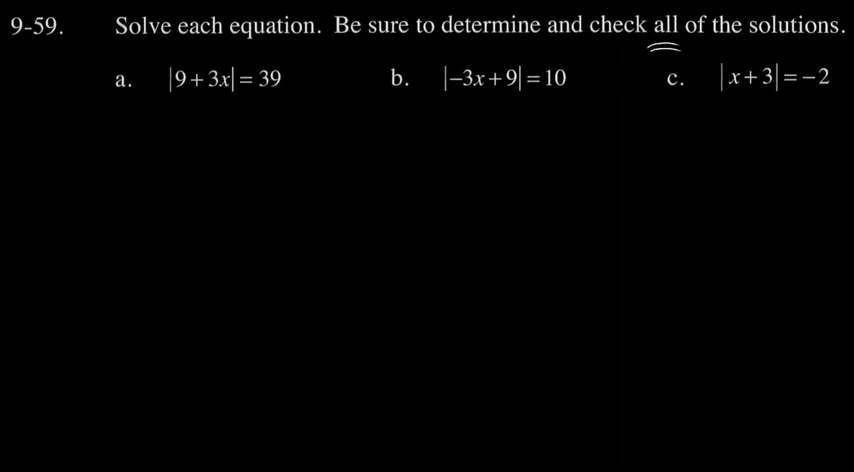 9-59. Solve each equation. Be sure to determine and check all of the solutions.
a. |9+3x|=39 b. |−3x+9|=10 c. |x+3|=−2